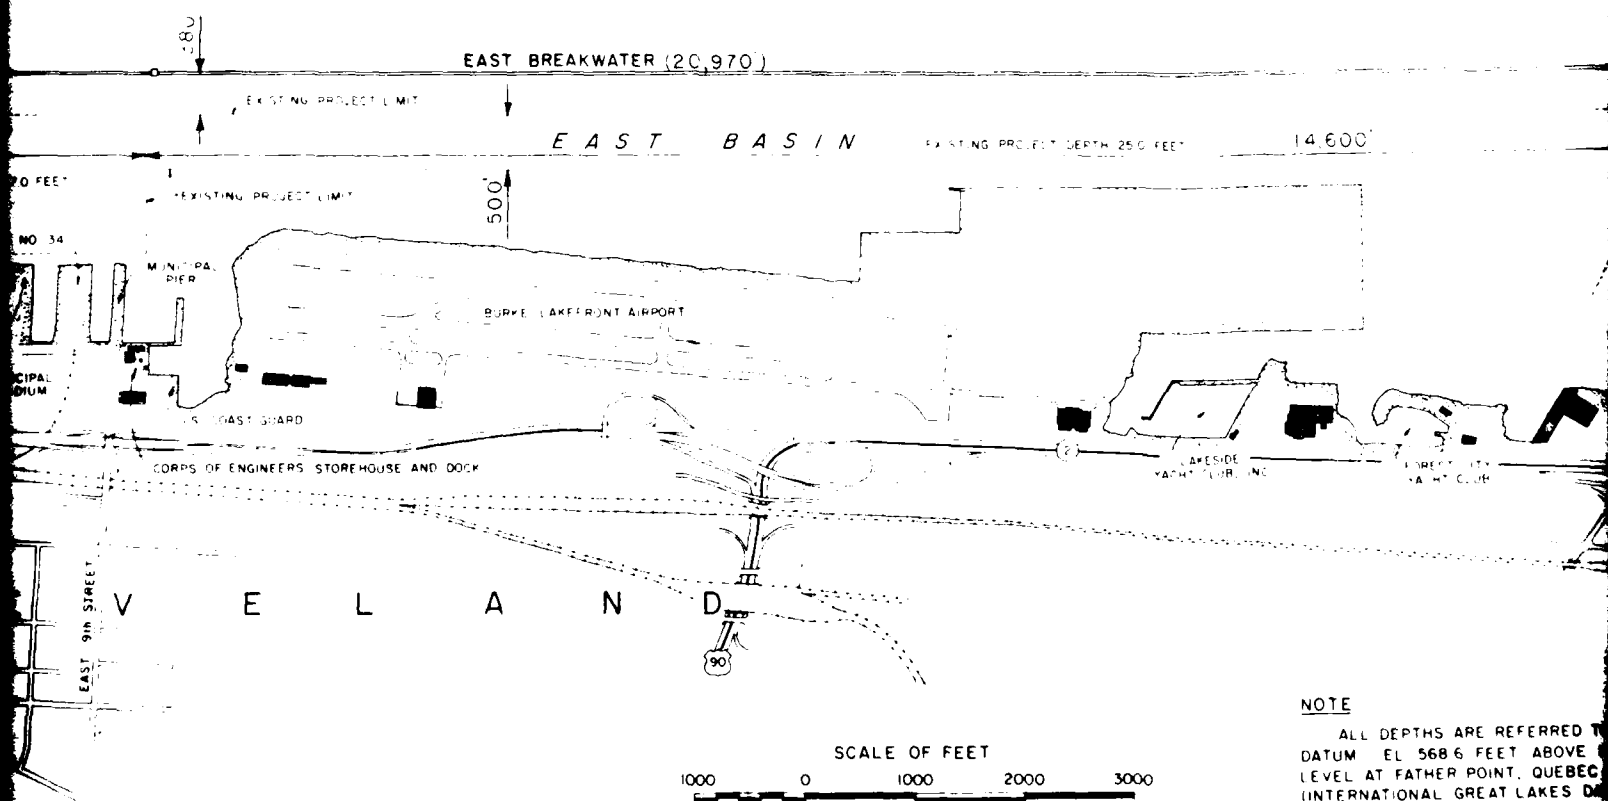 EAST BREAKWATER (20,970')
EXISTING PROJECT LIMIT
EAST BASIN
EXISTING PROJECT DEPTH 25.0 FEET
14,600'
EXISTING PROJECT LIMIT
500'
NO 34
MUNICIPAL
PIER
BURKE LAKEFRONT AIRPORT
COAST GUARD
CORPS OF ENGINEERS STOREHOUSE AND DOCK
2
LAKESIDE
YACHT CLUB, INC
FOREST CITY
YACHT CLUB
EAST 9th STREET
V E L A N D
90
NOTE
ALL DEPTHS ARE REFERRED
DATUM EL 568.6 FEET ABOVE
LEVEL AT FATHER POINT, QUEBEC
(INTERNATIONAL GREAT LAKES
SCALE OF FEET
1000 0 1000 2000 3000